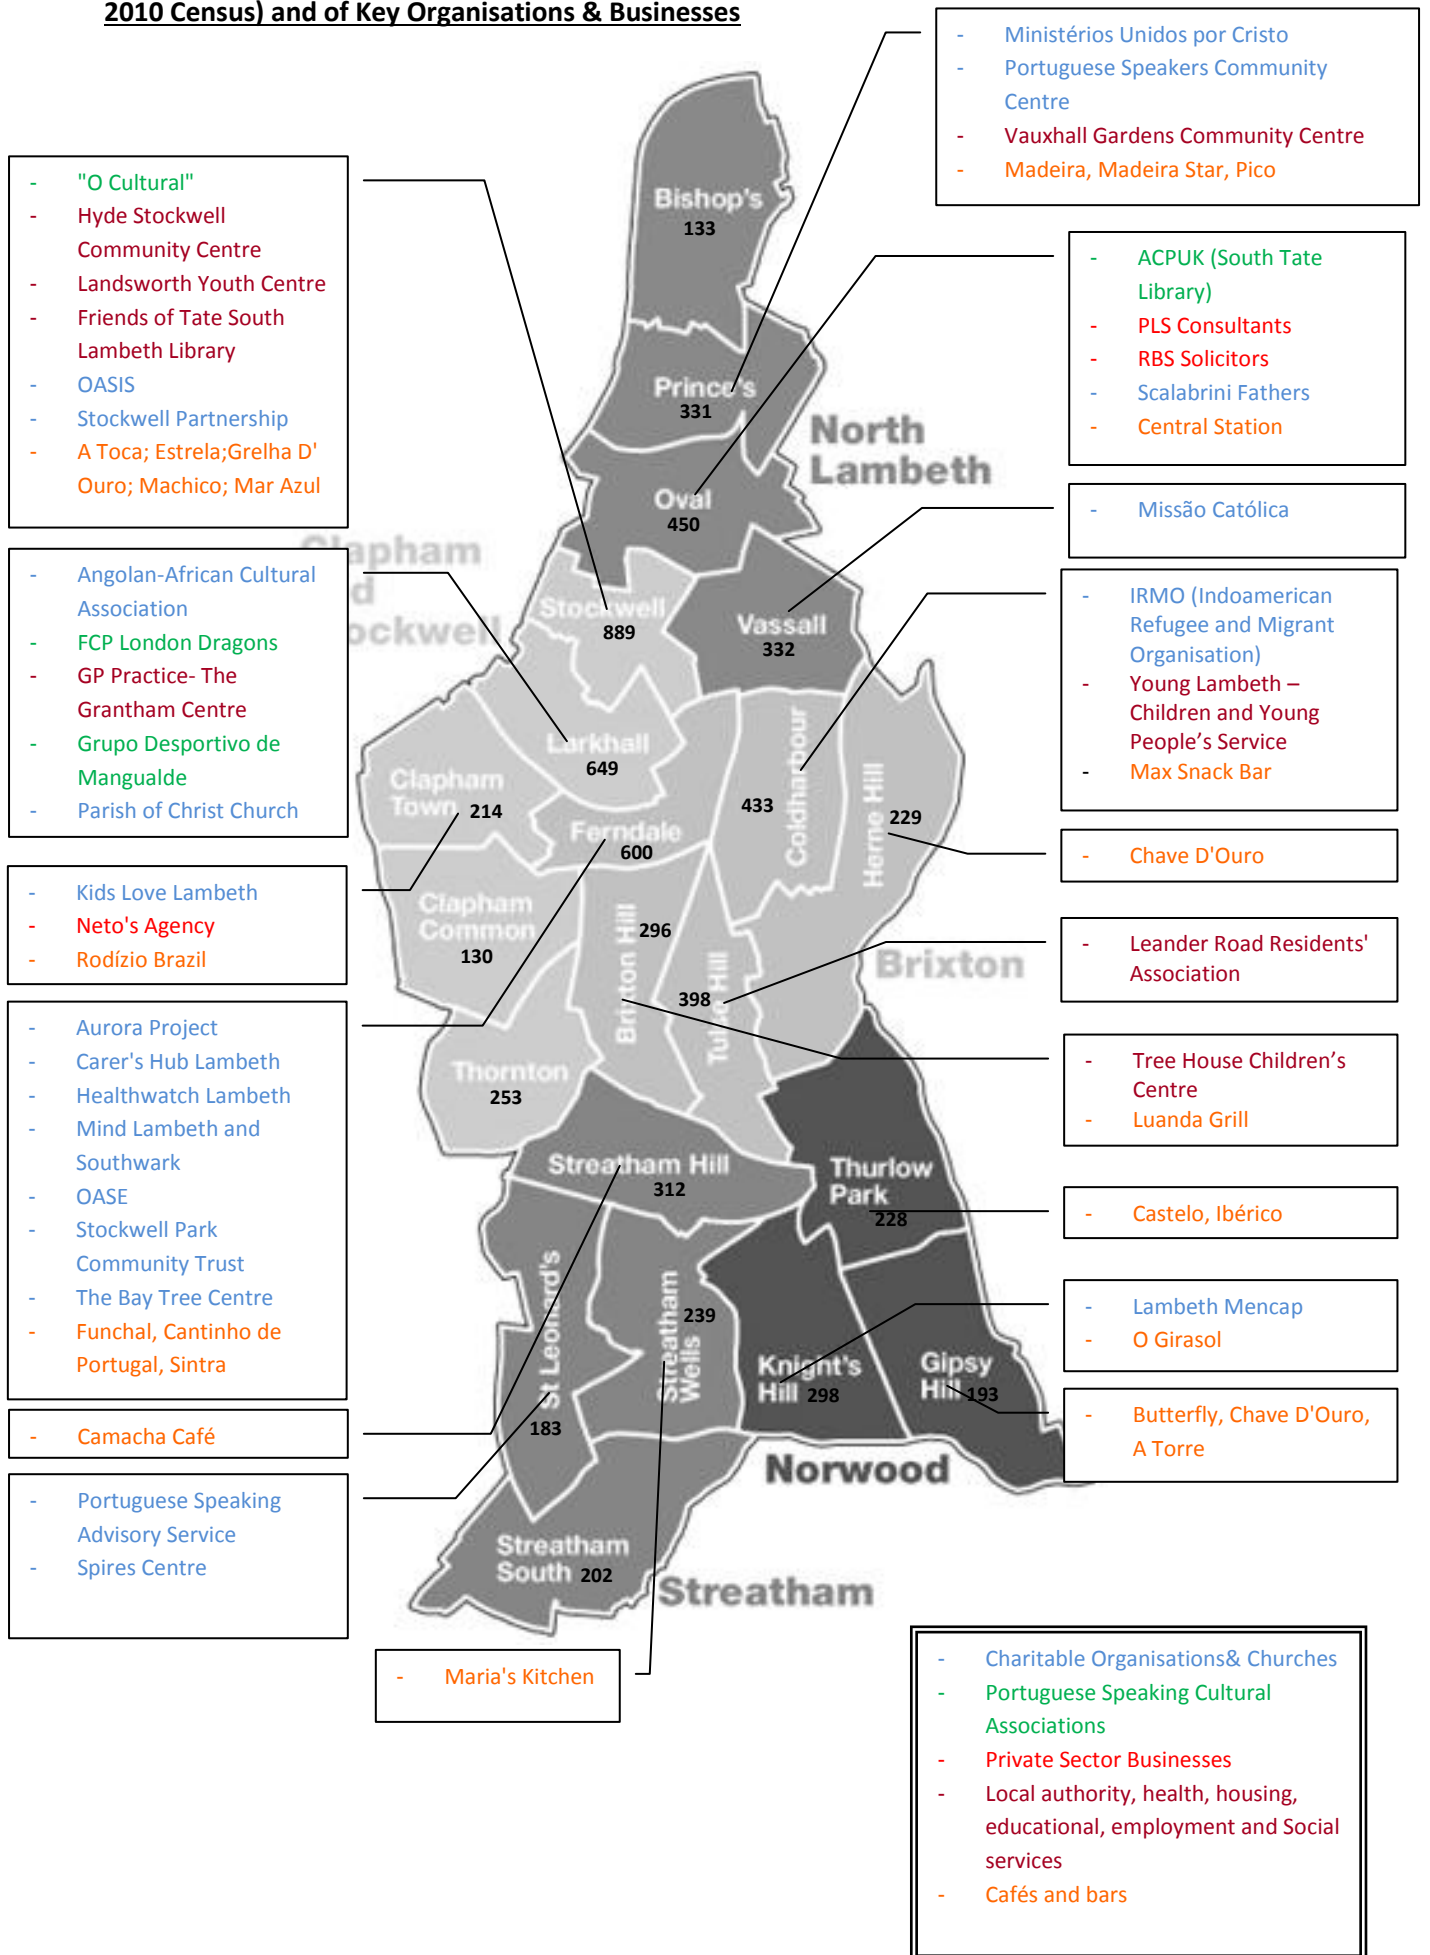 2010 Census) and of Key Organisations & Businesses
- Ministérios Unidos por Cristo
- Portuguese Speakers Community
Centre
- Vauxhall Gardens Community Centre
- Madeira, Madeira Star, Pico
- "O Cultural"
- Hyde Stockwell
Community Centre
- Landsworth Youth Centre
- Friends of Tate South
Lambeth Library
- OASIS
- Stockwell Partnership
- A Toca; Estrela;Grelha D'
Ouro; Machico; Mar Azul
- ACPUK (South Tate
Library)
- PLS Consultants
- RBS Solicitors
- Scalabrini Fathers
- Central Station
- Missão Católica
- Angolan-African Cultural
Association
- FCP London Dragons
- GP Practice- The
Grantham Centre
- Grupo Desportivo de
Mangualde
- Parish of Christ Church
- IRMO (Indoamerican
Refugee and Migrant
Organisation)
- Young Lambeth –
Children and Young
People's Service
- Max Snack Bar
- Chave D'Ouro
- Kids Love Lambeth
- Neto's Agency
- Rodízio Brazil
- Leander Road Residents'
Association
- Aurora Project
- Carer's Hub Lambeth
- Healthwatch Lambeth
- Mind Lambeth and
Southwark
- OASE
- Stockwell Park
Community Trust
- The Bay Tree Centre
- Funchal, Cantinho de
Portugal, Sintra
- Tree House Children's
Centre
- Luanda Grill
- Castelo, Ibérico
- Lambeth Mencap
- O Girasol
- Camacha Café
- Butterfly, Chave D'Ouro,
A Torre
- Portuguese Speaking
Advisory Service
- Spires Centre
- Maria's Kitchen
Bishop's
133
Prince's
331
North
Lambeth
Oval
450
Clapham
d
ockwell
Stockwell
889
Vassall
332
Larkhall
649
Clapham
Town 214
Ferndale
600
433
Coldharbour
Herne Hill
229
Clapham
Common
130
Brixton Hill
296
398
Tulse Hill
Brixton
Thornton
253
Streatham Hill
312
Thurlow
Park
228
St Leonard's
183
239
Streatham
Wells
Knight's
Hill 298
Gipsy
Hill 193
Norwood
Streatham
South 202
Streatham
- Charitable Organisations& Churches
- Portuguese Speaking Cultural
Associations
- Private Sector Businesses
- Local authority, health, housing,
educational, employment and Social
services
- Cafés and bars